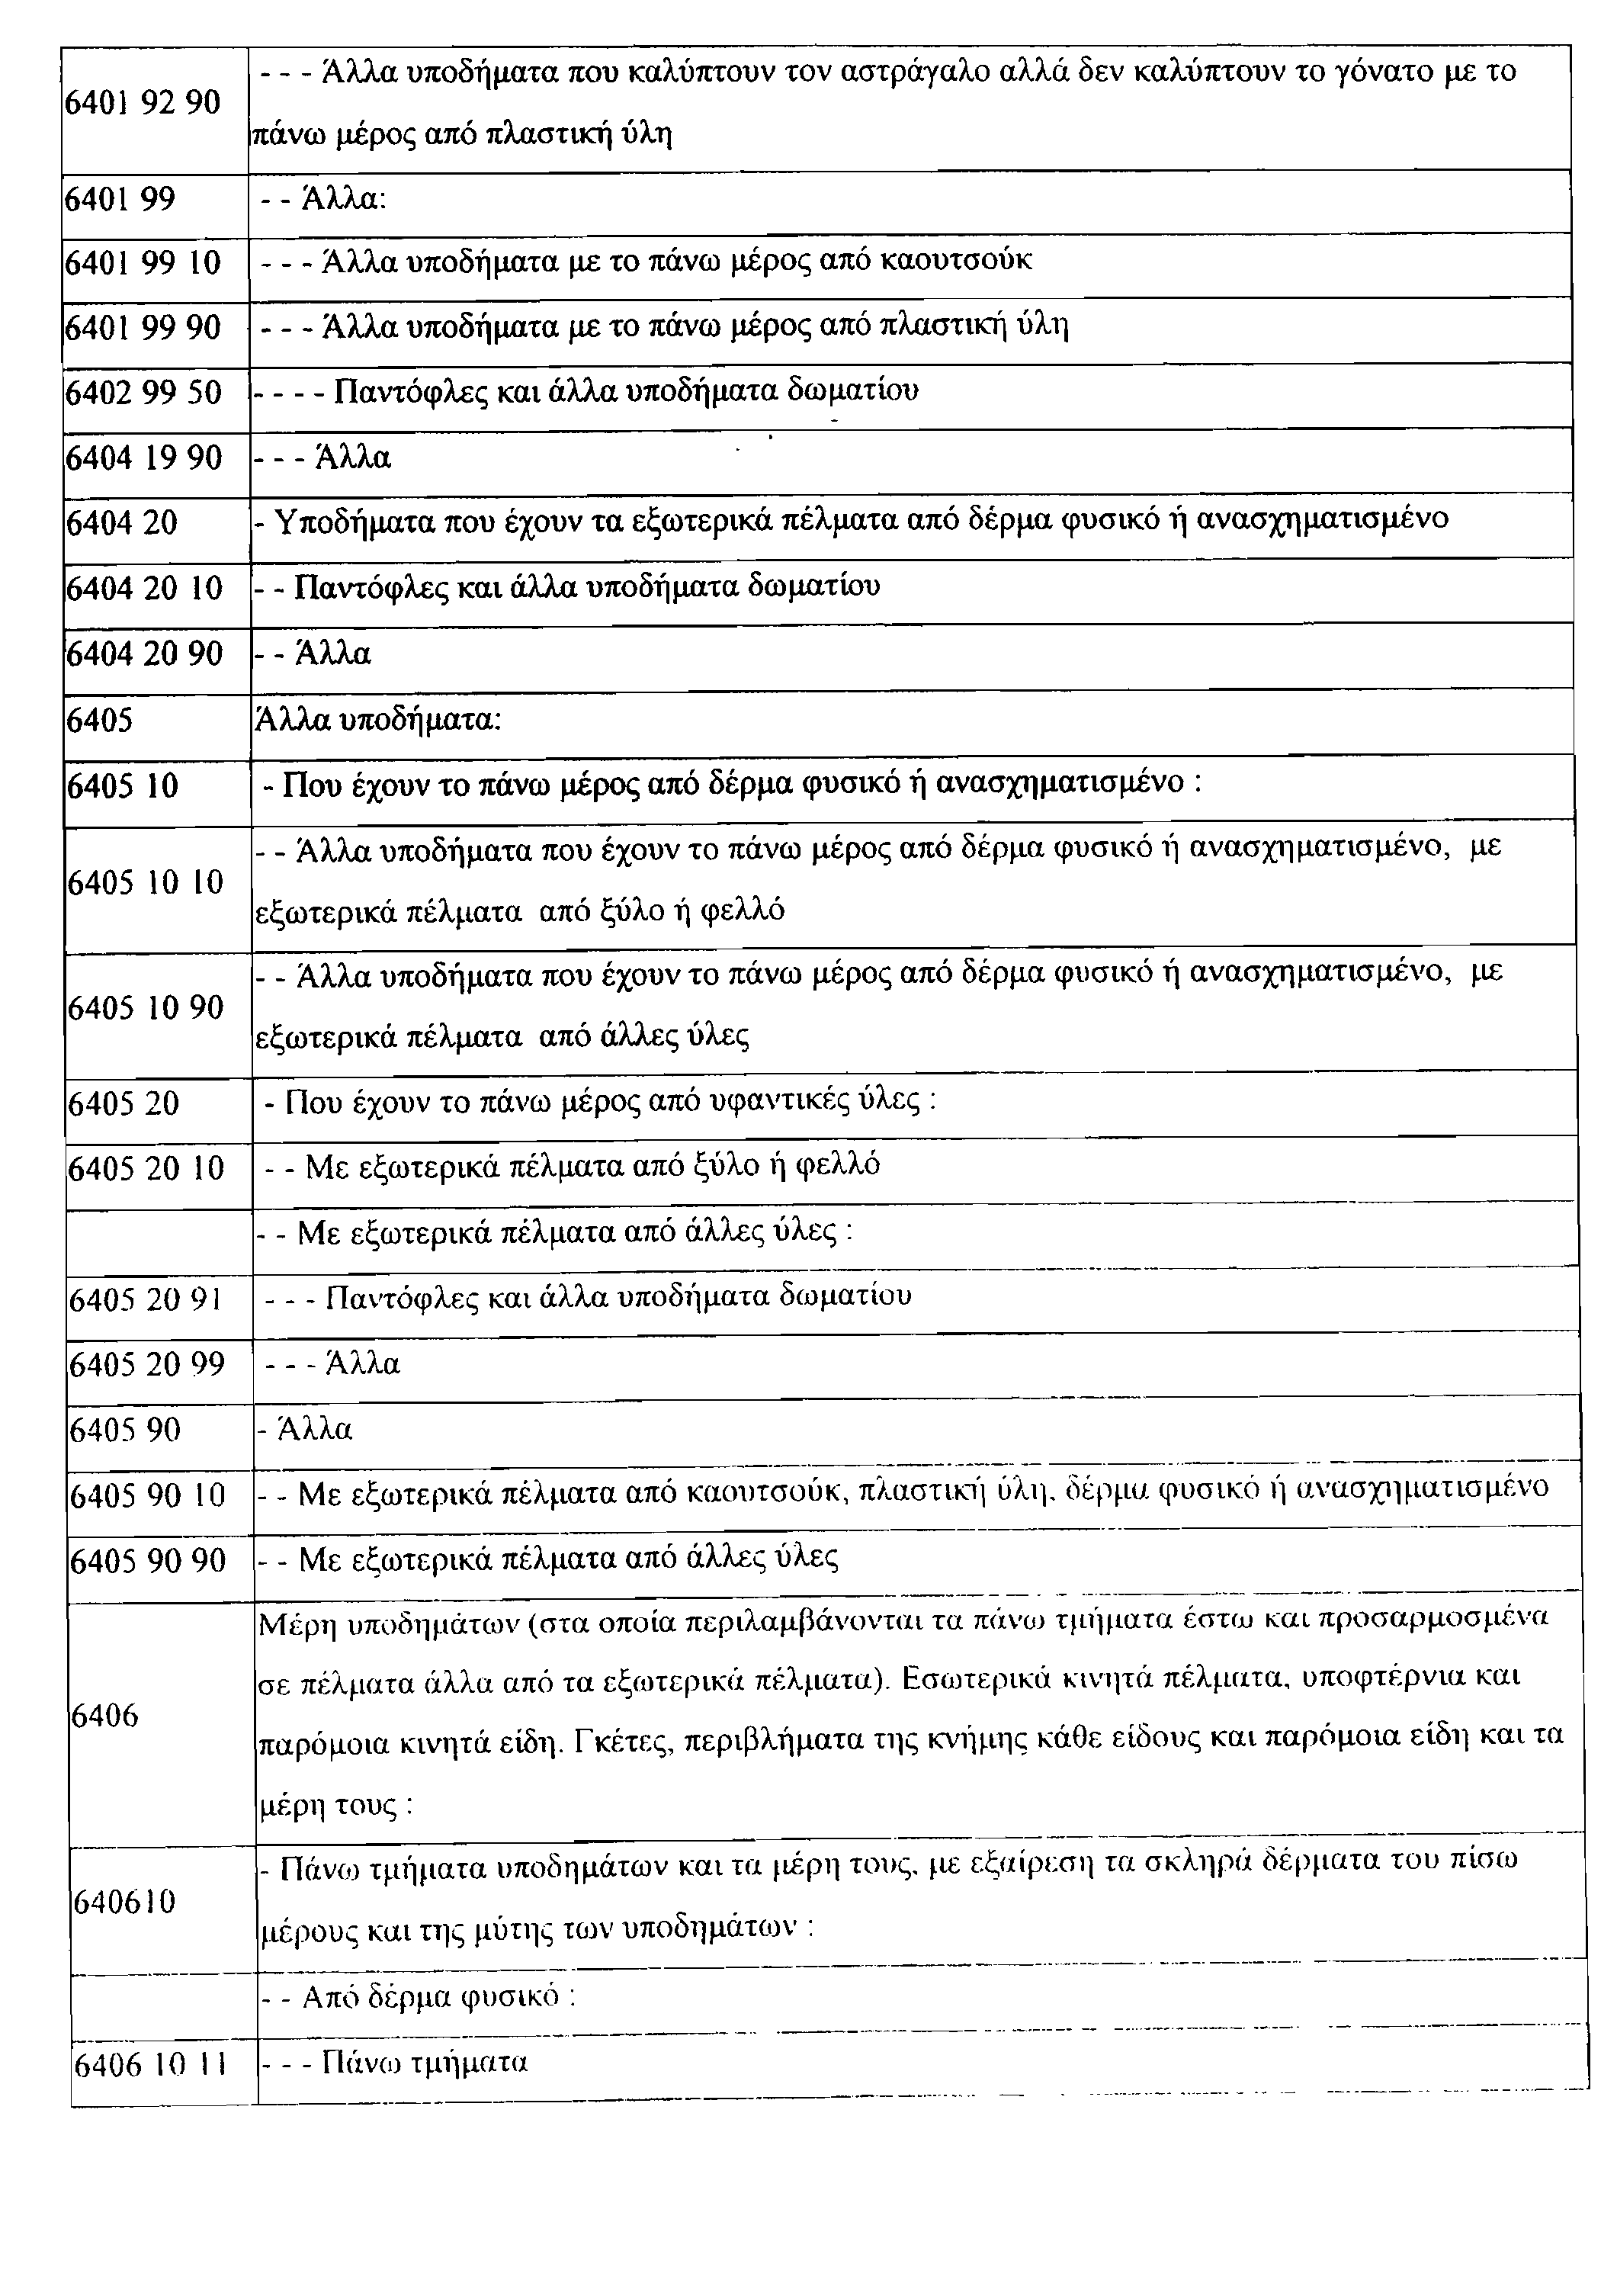 6401 92 90
- - - Άλλα υποδήματα που καλύπτουν τον αστράγαλο αλλά δεν καλύπτουν το γόνατο με το
πάνω μέρος από πλαστική ύλη
6401 99
- - Άλλα:
6401 99 10
- - - Άλλα υποδήματα με το πάνω μέρος από καουτσούκ
6401 99 90
- - - Άλλα υποδήματα με το πάνω μέρος από πλαστική ύλη
6402 99 50
- - - - Παντόφλες και άλλα υποδήματα δωματίου
6404 19 90
- - - Άλλα
6404 20
- Υποδήματα που έχουν τα εξωτερικά πέλματα από δέρμα φυσικό ή ανασχηματισμένο
6404 20 10
- - Παντόφλες και άλλα υποδήματα δωματίου
6404 20 90
- - Άλλα
6405
Άλλα υποδήματα:
6405 10
- Που έχουν το πάνω μέρος από δέρμα φυσικό ή ανασχηματισμένο :
6405 10 10
- - Άλλα υποδήματα που έχουν το πάνω μέρος από δέρμα φυσικό ή ανασχηματισμένο, με
εξωτερικά πέλματα από ξύλο ή φελλό
6405 10 90
- - Άλλα υποδήματα που έχουν το πάνω μέρος από δέρμα φυσικό ή ανασχηματισμένο, με
εξωτερικά πέλματα από άλλες ύλες
6405 20
- Που έχουν το πάνω μέρος από υφαντικές ύλες :
6405 20 10
- - Με εξωτερικά πέλματα από ξύλο ή φελλό
- - Με εξωτερικά πέλματα από άλλες ύλες :
6405 20 91
- - - Παντόφλες και άλλα υποδήματα δωματίου
6405 20 99
- - - Άλλα
6405 90
- Άλλα
6405 90 10
- - Με εξωτερικά πέλματα από καουτσούκ, πλαστική ύλη, δέρμα φυσικό ή ανασχηματισμένο
6405 90 90
- - Με εξωτερικά πέλματα από άλλες ύλες
6406
Μέρη υποδημάτων (στα οποία περιλαμβάνονται τα πάνω τμήματα έστω και προσαρμοσμένα
σε πέλματα άλλα από τα εξωτερικά πέλματα). Εσωτερικά κινητά πέλματα, υποφτέρνια και
παρόμοια κινητά είδη. Γκέτες, περιβλήματα της κνήμης κάθε είδους και παρόμοια είδη και τα
μέρη τους :
640610
- Πάνω τμήματα υποδημάτων και τα μέρη τους, με εξαίρεση τα σκληρά δέρματα του πίσω
μέρους και της μύτης των υποδημάτων :
- - Από δέρμα φυσικό :
6406 10 11
- - - Πάνω τμήματα